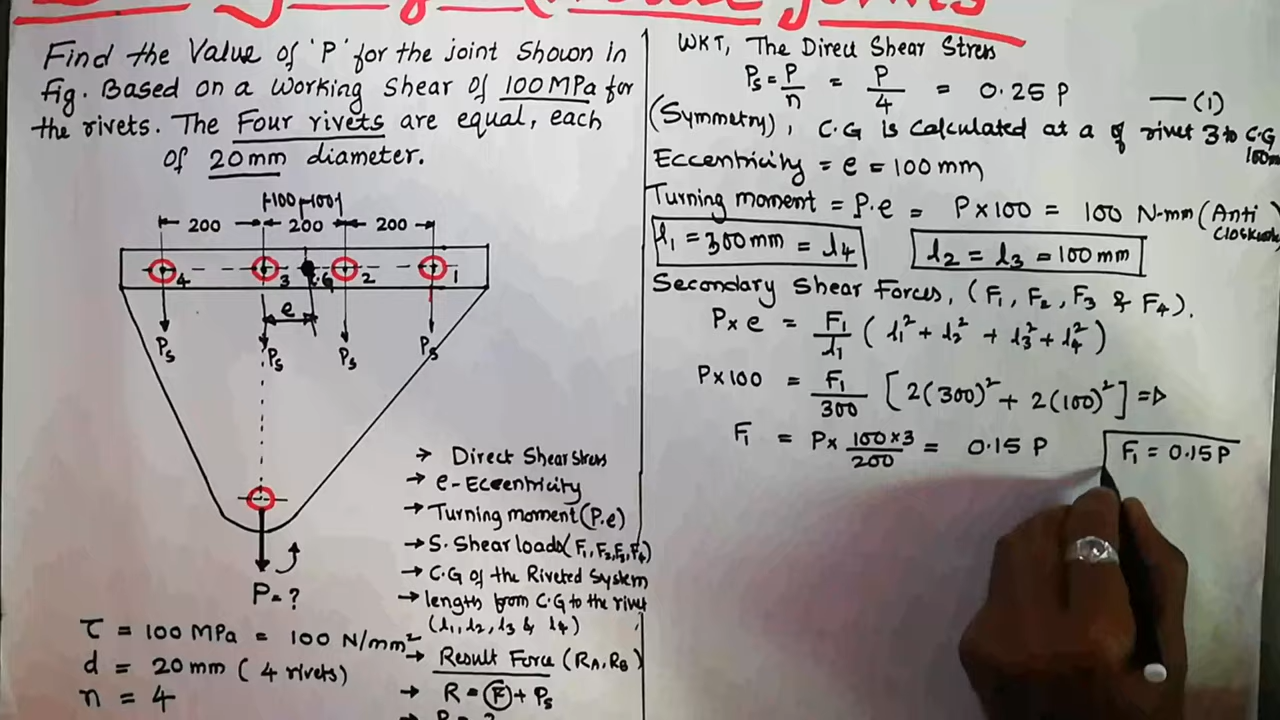 Joints
Find the Value of 'P' for the joint Shown in
Fig. Based on a Working Shear Of 100 MPa for
the rivets. The Four rivets are equal, each
of 20mm diameter.
100 100
200 200 200
4 3 C.G 2 1
e
Ps Ps Ps Ps
P = ?
τ = 100 MPa = 100 N/mm²
d = 20 mm ( 4 rivets)
n = 4
→ Direct Shear Stress
→ e - Eccentricity
→ Turning moment (P.e)
→ S. Shear loads (F1, F2, F3, F4)
→ C.G of the Riveted System
→ length from C.G to the rivet
(l1, l2, l3 & l4)
→ Result Force (RA, RB)
→ R = F + Ps
WKT, The Direct Shear Stress
Ps = P/n = P/4 = 0.25 P — (1)
(Symmetry), C.G is Calculated at a of rivet 3 to C.G
100m
Eccentricity = e = 100 mm
Turning moment = P.e = P x 100 = 100 N-mm (Anti
l1 = 300 mm = l4 l2 = l3 = 100 mm
Secondary Shear Forces, (F1, F2, F3 & F4).
P x e = F1/l1 ( l1² + l2² + l3² + l4² )
P x 100 = F1/300 [ 2(300)² + 2(100)² ] =>
F1 = P x 100 x 3/200 = 0.15 P F1 = 0.15 P